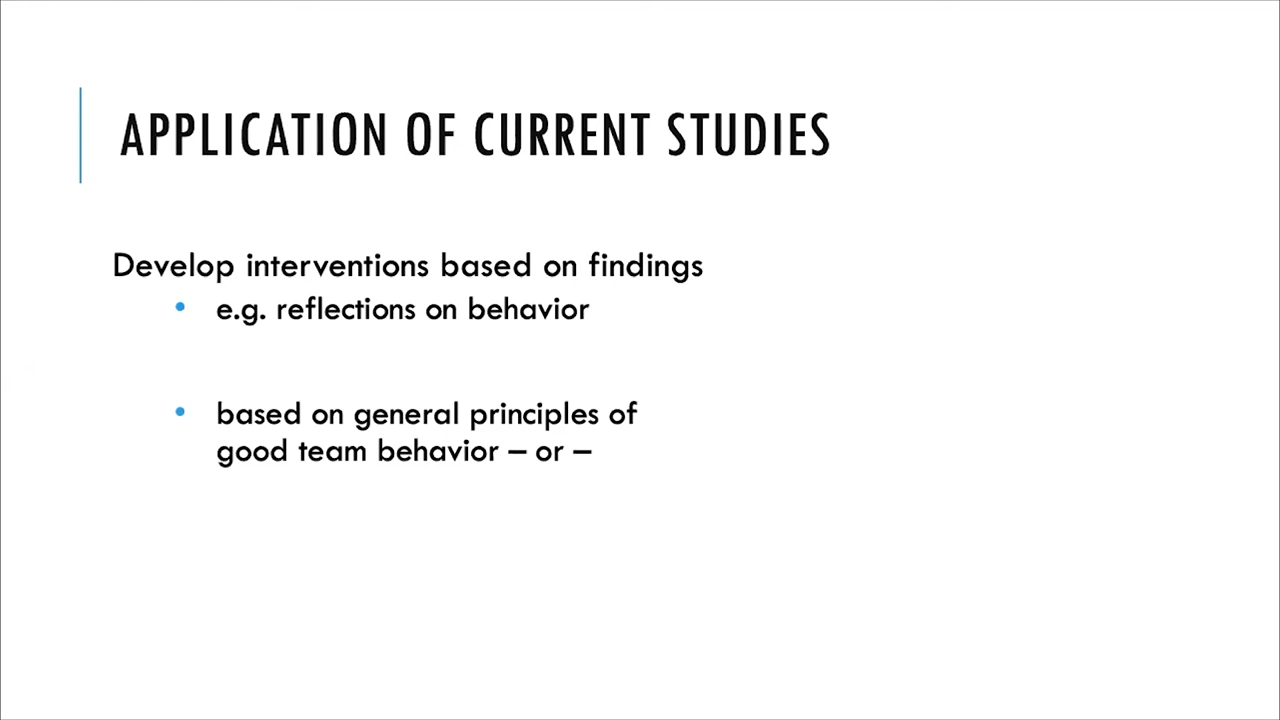 APPLICATION OF CURRENT STUDIES
Develop interventions based on findings
• e.g. reflections on behavior
• based on general principles of
good team behavior – or –